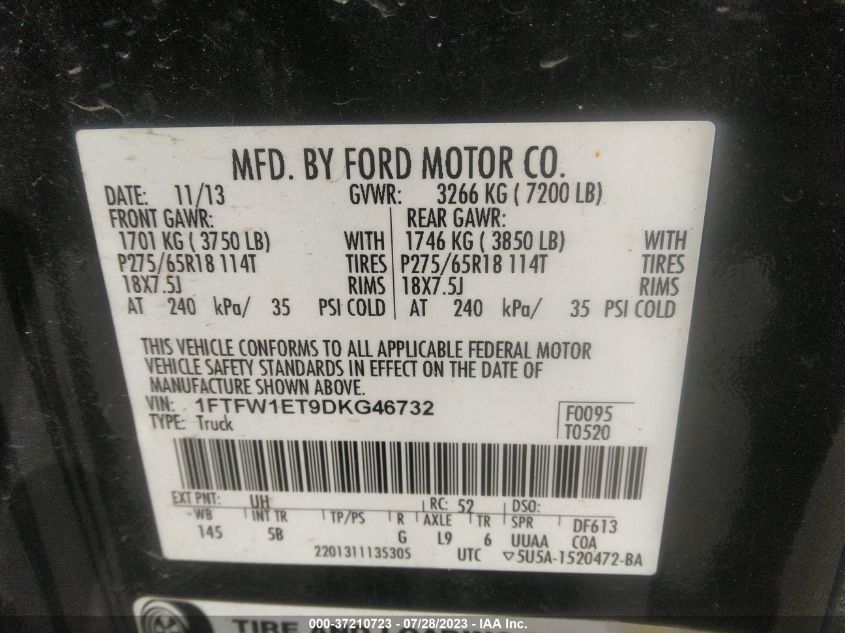 MFD. BY FORD MOTOR CO.
DATE: 11/13 GVWR: 3266 KG ( 7200 LB)
FRONT GAWR: REAR GAWR:
1701 KG ( 3750 LB) WITH 1746 KG ( 3850 LB) WITH
P275/65R18 114T TIRES P275/65R18 114T TIRES
18X7.5J RIMS 18X7.5J RIMS
AT 240 kPa/ 35 PSI COLD AT 240 kPa/ 35 PSI COLD
THIS VEHICLE CONFORMS TO ALL APPLICABLE FEDERAL MOTOR
VEHICLE SAFETY STANDARDS IN EFFECT ON THE DATE OF
MANUFACTURE SHOWN ABOVE.
VIN: 1FTFW1ET9DKG46732 F0095
TYPE: Truck T0520
EXT PNT: UH RC: 52 DSO:
WB INT TR TP/PS R AXLE TR SPR DF613
145 5B G L9 6 UUAA COA
2201311135305 UTC ▽5U5A-1520472-BA
TIRE AND LOADING
000-37210723 - 07/28/2023 - IAA Inc.